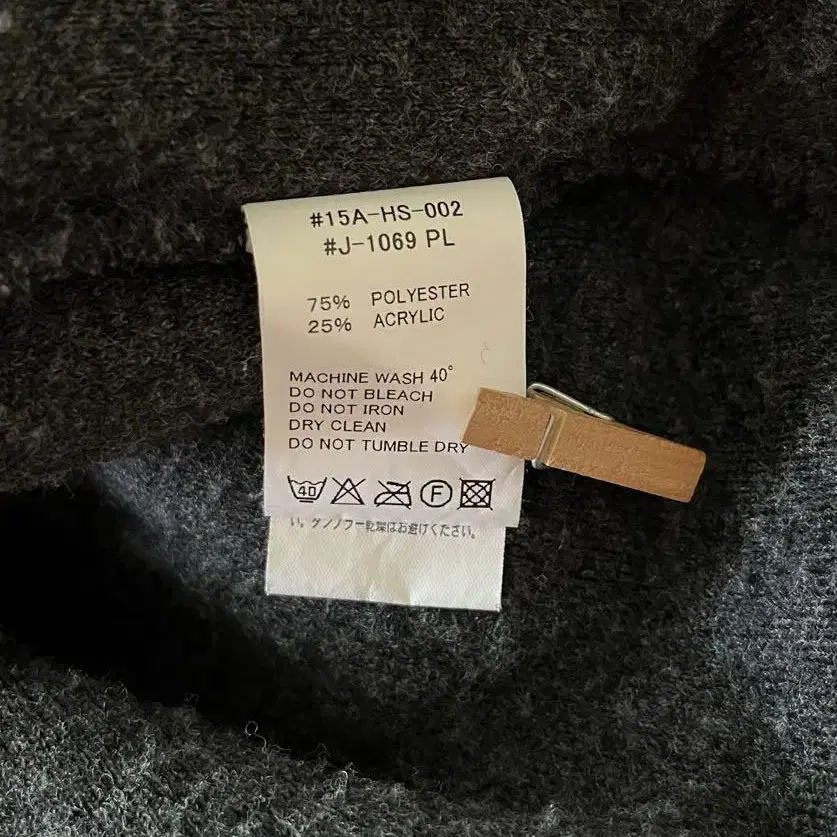 #15A-HS-002
#J-1069 PL
75% POLYESTER
25% ACRYLIC
MACHINE WASH 40°
DO NOT BLEACH
DO NOT IRON
DRY CLEAN
DO NOT TUMBLE DRY
40 F
い。タンブラー乾燥はお避けください。